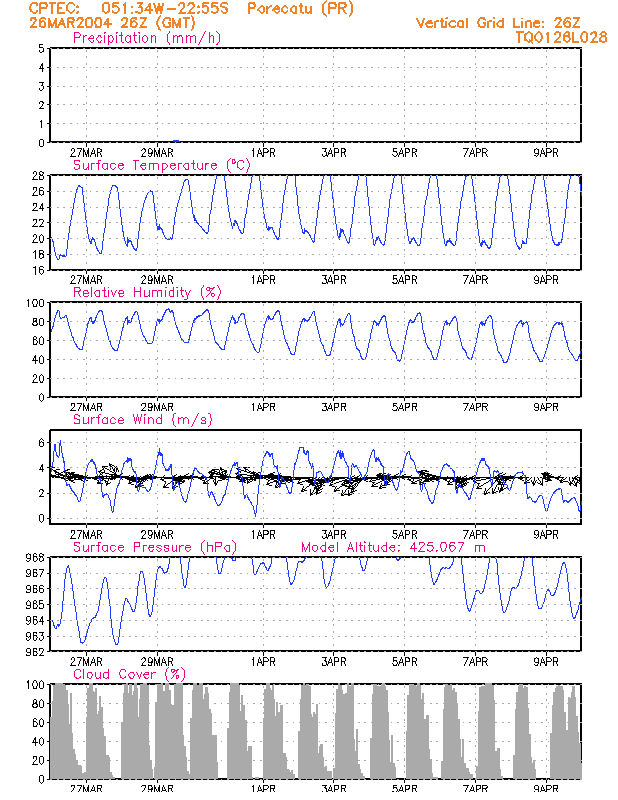 CPTEC: 051:34W-22:55S Porecatu (PR)
26MAR2004 26Z (GMT) Vertical Grid Line: 26Z
Precipitation (mm/h) TQ0126L028
5
4
3
2
1
0
27MAR 29MAR 1APR 3APR 5APR 7APR 9APR
Surface Temperature (°C)
28
26
24
22
20
18
16
27MAR 29MAR 1APR 3APR 5APR 7APR 9APR
Relative Humidity (%)
100
80
60
40
20
0
27MAR 29MAR 1APR 3APR 5APR 7APR 9APR
Surface Wind (m/s)
6
4
2
0
27MAR 29MAR 1APR 3APR 5APR 7APR 9APR
Surface Pressure (hPa) Model Altitude: 425.067 m
968
967
966
965
964
963
962
27MAR 29MAR 1APR 3APR 5APR 7APR 9APR
Cloud Cover (%)
100
80
60
40
20
0
27MAR 29MAR 1APR 3APR 5APR 7APR 9APR